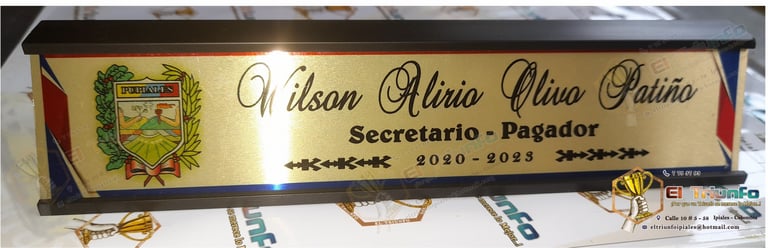 PUPIALES
Wilson Alirio Olivo Patiño
Secretario - Pagador
2020 - 2023
El Triunfo
Calle 10 # 5 - 58 Ipiales - Colombia
eltriunfoipiales@hotmail.com